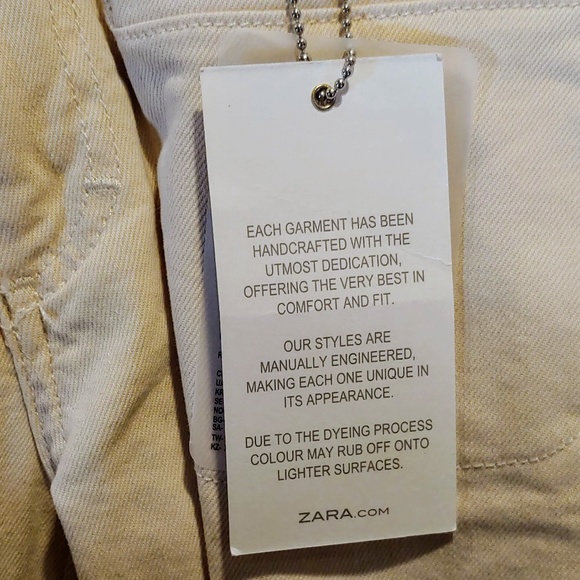 EACH GARMENT HAS BEEN
HANDCRAFTED WITH THE
UTMOST DEDICATION,
OFFERING THE VERY BEST IN
COMFORT AND FIT.
OUR STYLES ARE
MANUALLY ENGINEERED,
MAKING EACH ONE UNIQUE IN
ITS APPEARANCE.
DUE TO THE DYEING PROCESS
COLOUR MAY RUB OFF ONTO
LIGHTER SURFACES.
ZARA.COM